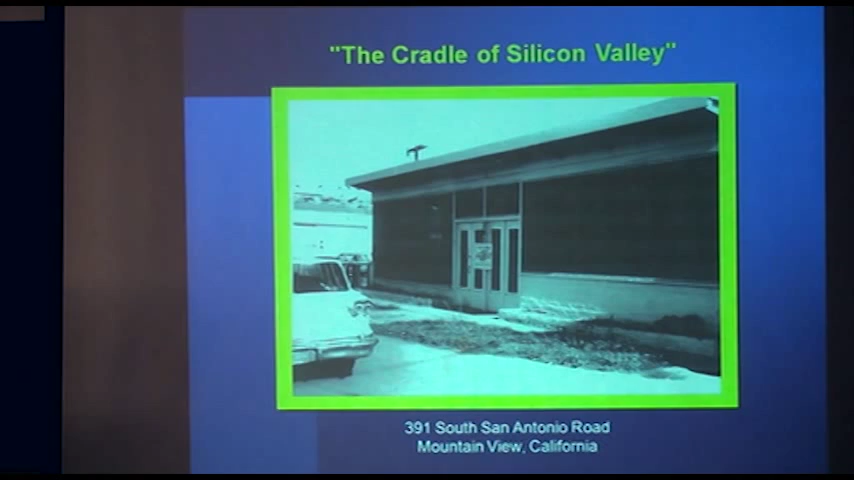 "The Cradle of Silicon Valley"
391 South San Antonio Road
Mountain View, California